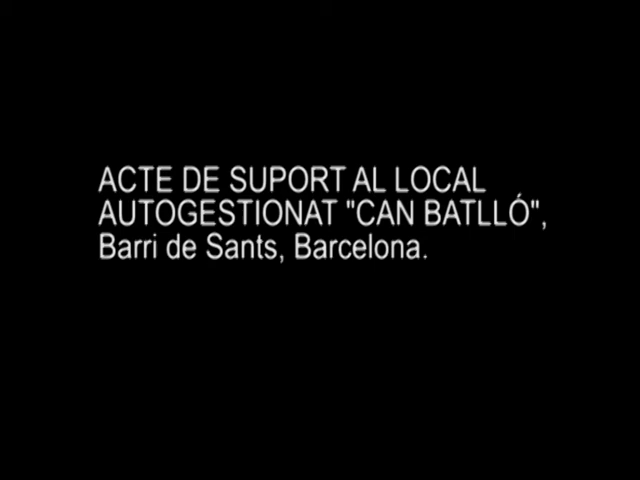 ACTE DE SUPORT AL LOCAL
AUTOGESTIONAT "CAN BATLLÓ",
Barri de Sants, Barcelona.